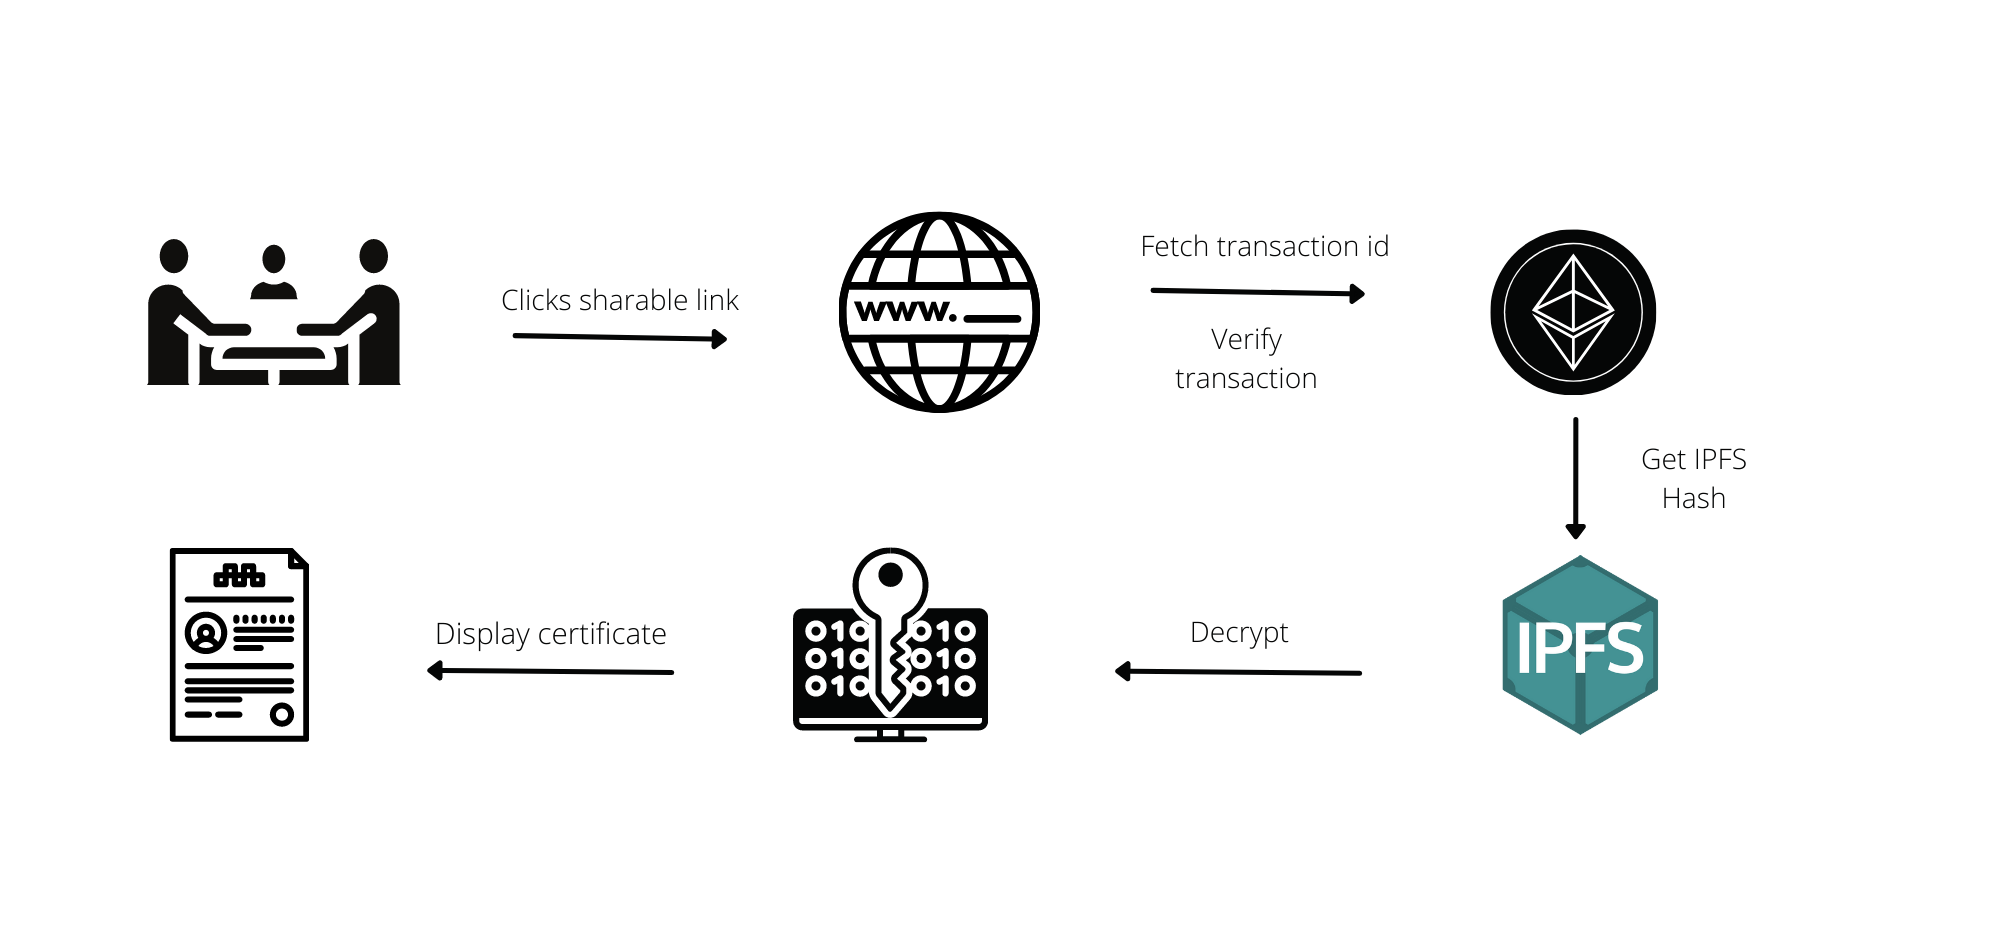 Fetch transaction id
Clicks sharable link
www.
Verify
transaction
Get IPFS
Hash
Display certificate
010 010
010 010
010 010
Decrypt
IPFS